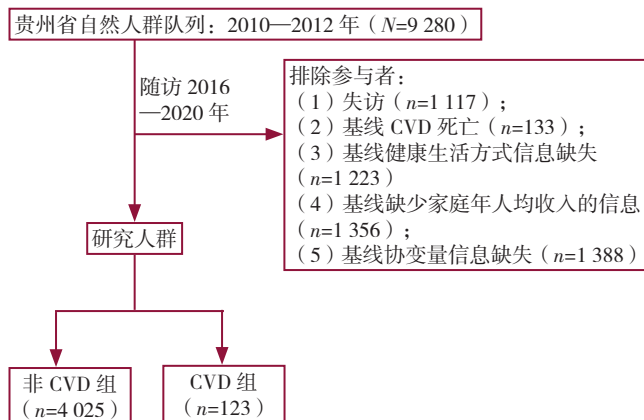 贵州省自然人群队列：2010—2012 年（N=9 280）
随访 2016
—2020 年
排除参与者：
（1）失访（n=1 117）；
（2）基线 CVD 死亡（n=133）；
（3）基线健康生活方式信息缺失
（n=1 223）
（4）基线缺少家庭年人均收入的信息
（n=1 356）；
（5）基线协变量信息缺失（n=1 388）
研究人群
非 CVD 组
（n=4 025）
CVD 组
（n=123）